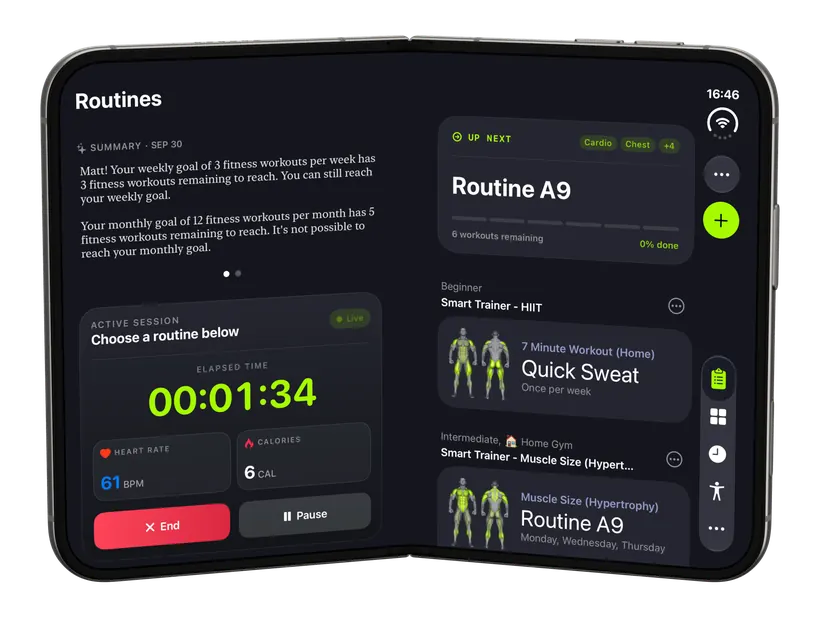 Routines
SUMMARY · SEP 30
Matt! Your weekly goal of 3 fitness workouts per week has
3 fitness workouts remaining to reach. You can still reach
your weekly goal.
Your monthly goal of 12 fitness workouts per month has 5
fitness workouts remaining to reach. It's not possible to
reach your monthly goal.
ACTIVE SESSION
Choose a routine below
Live
ELAPSED TIME
00:01:34
HEART RATE
61 BPM
CALORIES
6 CAL
End
Pause
16:46
UP NEXT
Cardio Chest +4
Routine A9
6 workouts remaining
0% done
Beginner
Smart Trainer - HIIT
7 Minute Workout (Home)
Quick Sweat
Once per week
Intermediate, 🏠 Home Gym
Smart Trainer - Muscle Size (Hypert...
Muscle Size (Hypertrophy)
Routine A9
Monday, Wednesday, Thursday